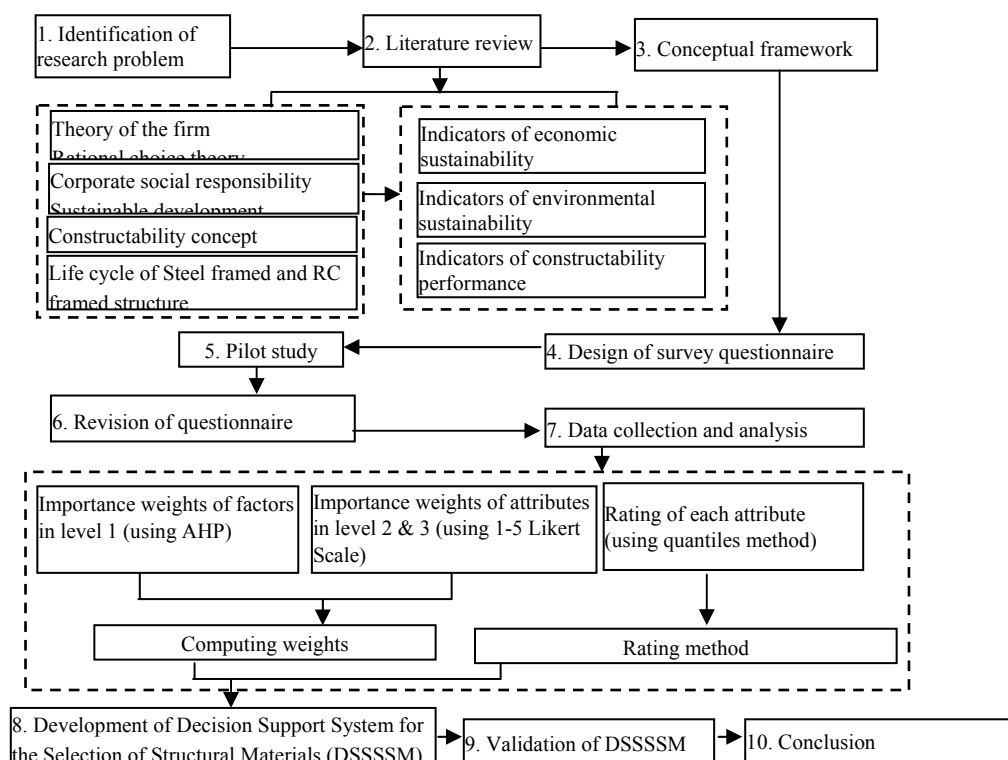 1. Identification of
research problem
2. Literature review
3. Conceptual framework
Theory of the firm
Rational choice theory
Corporate social responsibility
Sustainable development
Constructability concept
Life cycle of Steel framed and RC
framed structure
Indicators of economic
sustainability
Indicators of environmental
sustainability
Indicators of constructability
performance
4. Design of survey questionnaire
5. Pilot study
6. Revision of questionnaire
7. Data collection and analysis
Importance weights of factors
in level 1 (using AHP)
Importance weights of attributes
in level 2 & 3 (using 1-5 Likert
Scale)
Rating of each attribute
(using quantiles method)
Computing weights
Rating method
8. Development of Decision Support System for
the Selection of Structural Materials (DSSSSM)
9. Validation of DSSSSM
10. Conclusion